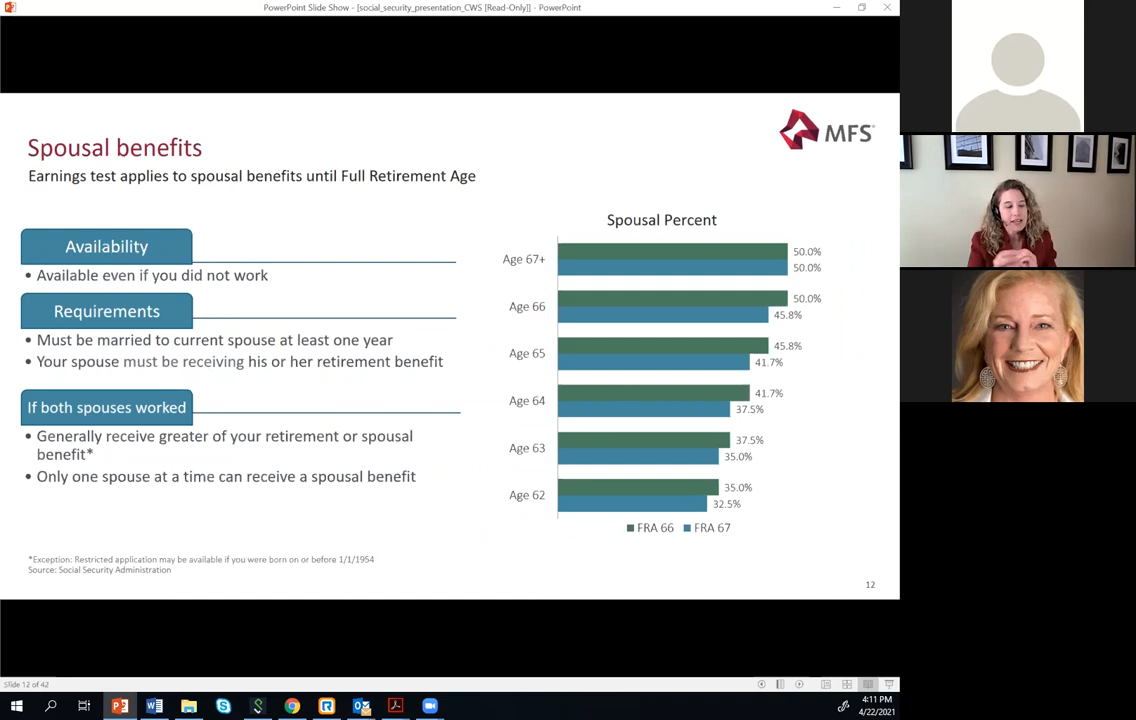 PowerPoint Slide Show - [social_security_presentation_CWS [Read-Only]] - PowerPoint
MFS®
Spousal benefits
Earnings test applies to spousal benefits until Full Retirement Age
Availability
• Available even if you did not work
Requirements
• Must be married to current spouse at least one year
• Your spouse must be receiving his or her retirement benefit
If both spouses worked
• Generally receive greater of your retirement or spousal
benefit*
• Only one spouse at a time can receive a spousal benefit
Spousal Percent
Age 67+
50.0%
50.0%
Age 66
50.0%
45.8%
Age 65
45.8%
41.7%
Age 64
41.7%
37.5%
Age 63
37.5%
35.0%
Age 62
35.0%
32.5%
FRA 66 FRA 67
*Exception: Restricted application may be available if you were born on or before 1/1/1954
Source: Social Security Administration
12
Slide 12 of 42
4:11 PM
4/22/2021